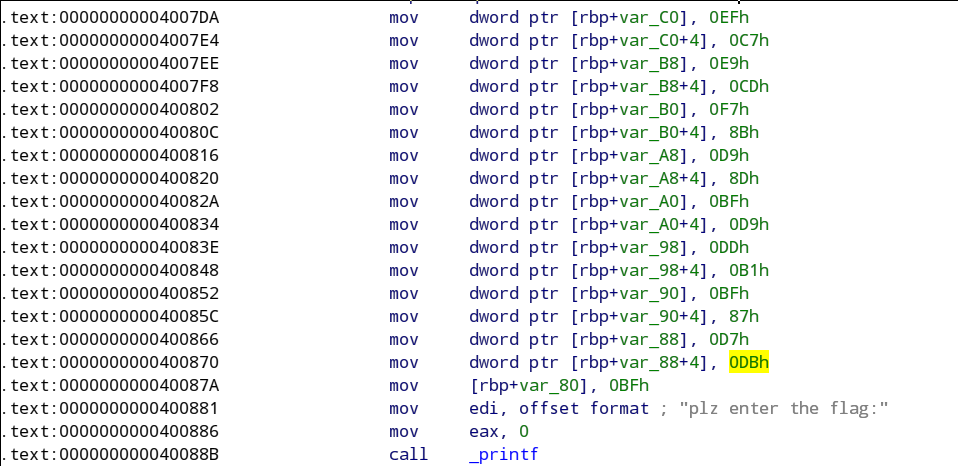 .text:00000000004007DA mov dword ptr [rbp+var_C0], 0EFh
.text:00000000004007E4 mov dword ptr [rbp+var_C0+4], 0C7h
.text:00000000004007EE mov dword ptr [rbp+var_B8], 0E9h
.text:00000000004007F8 mov dword ptr [rbp+var_B8+4], 0CDh
.text:0000000000400802 mov dword ptr [rbp+var_B0], 0F7h
.text:000000000040080C mov dword ptr [rbp+var_B0+4], 8Bh
.text:0000000000400816 mov dword ptr [rbp+var_A8], 0D9h
.text:0000000000400820 mov dword ptr [rbp+var_A8+4], 8Dh
.text:000000000040082A mov dword ptr [rbp+var_A0], 0BFh
.text:0000000000400834 mov dword ptr [rbp+var_A0+4], 0D9h
.text:000000000040083E mov dword ptr [rbp+var_98], 0DDh
.text:0000000000400848 mov dword ptr [rbp+var_98+4], 0B1h
.text:0000000000400852 mov dword ptr [rbp+var_90], 0BFh
.text:000000000040085C mov dword ptr [rbp+var_90+4], 87h
.text:0000000000400866 mov dword ptr [rbp+var_88], 0D7h
.text:0000000000400870 mov dword ptr [rbp+var_88+4], 0DBh
.text:000000000040087A mov [rbp+var_80], 0BFh
.text:0000000000400881 mov edi, offset format ; "plz enter the flag:"
.text:0000000000400886 mov eax, 0
.text:000000000040088B call _printf